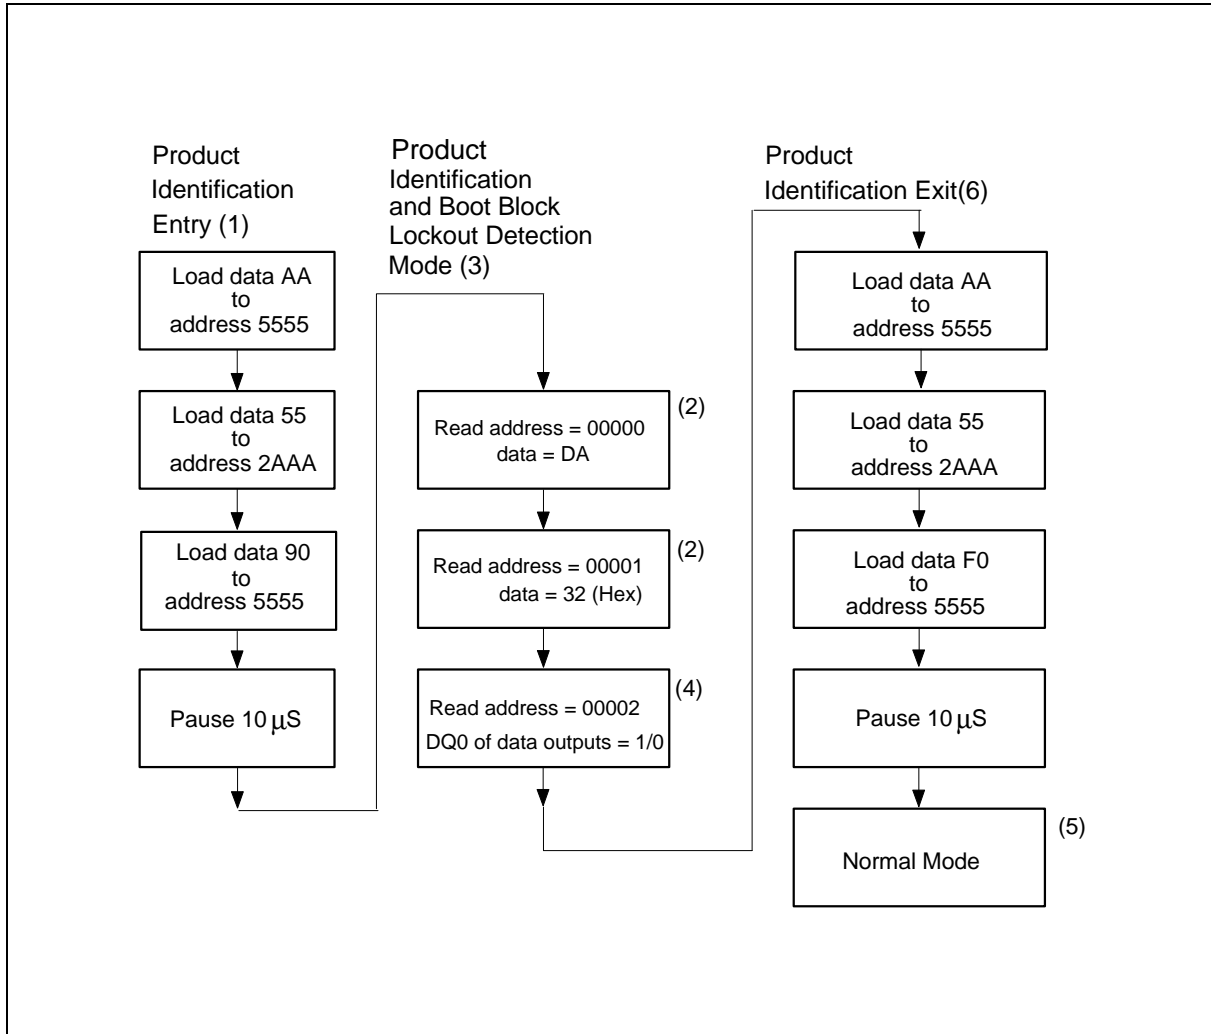 Product
Identification
Entry (1)
Load data AA
to
address 5555
Load data 55
to
address 2AAA
Load data 90
to
address 5555
Pause 10 μS
Product
Identification
and Boot Block
Lockout Detection
Mode (3)
Read address = 00000
data = DA
(2)
Read address = 00001
data = 32 (Hex)
(2)
Read address = 00002
DQ0 of data outputs = 1/0
(4)
Product
Identification Exit(6)
Load data AA
to
address 5555
Load data 55
to
address 2AAA
Load data F0
to
address 5555
Pause 10 μS
Normal Mode
(5)